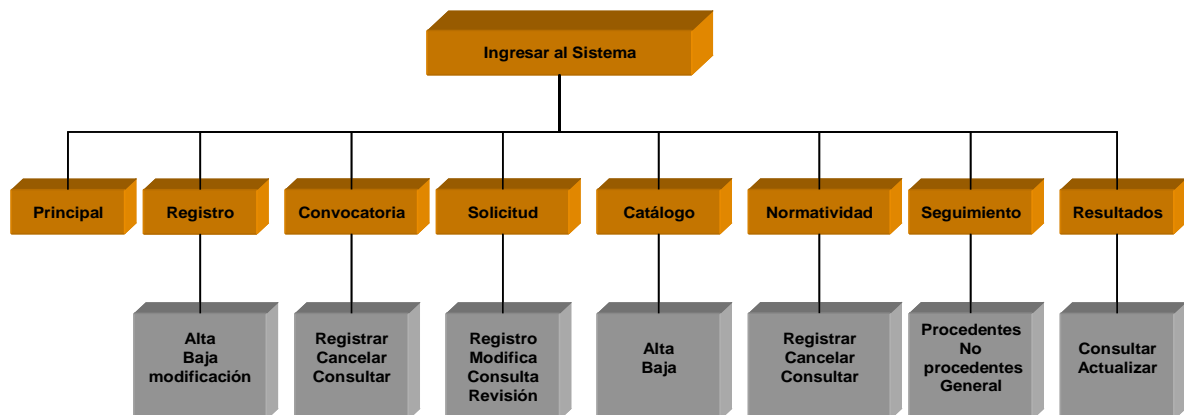 Ingresar al Sistema
Principal
Registro
Convocatoria
Solicitud
Catálogo
Normatividad
Seguimiento
Resultados
Alta
Baja
modificación
Registrar
Cancelar
Consultar
Registro
Modifica
Consulta
Revisión
Alta
Baja
Registrar
Cancelar
Consultar
Procedentes
No
procedentes
General
Consultar
Actualizar